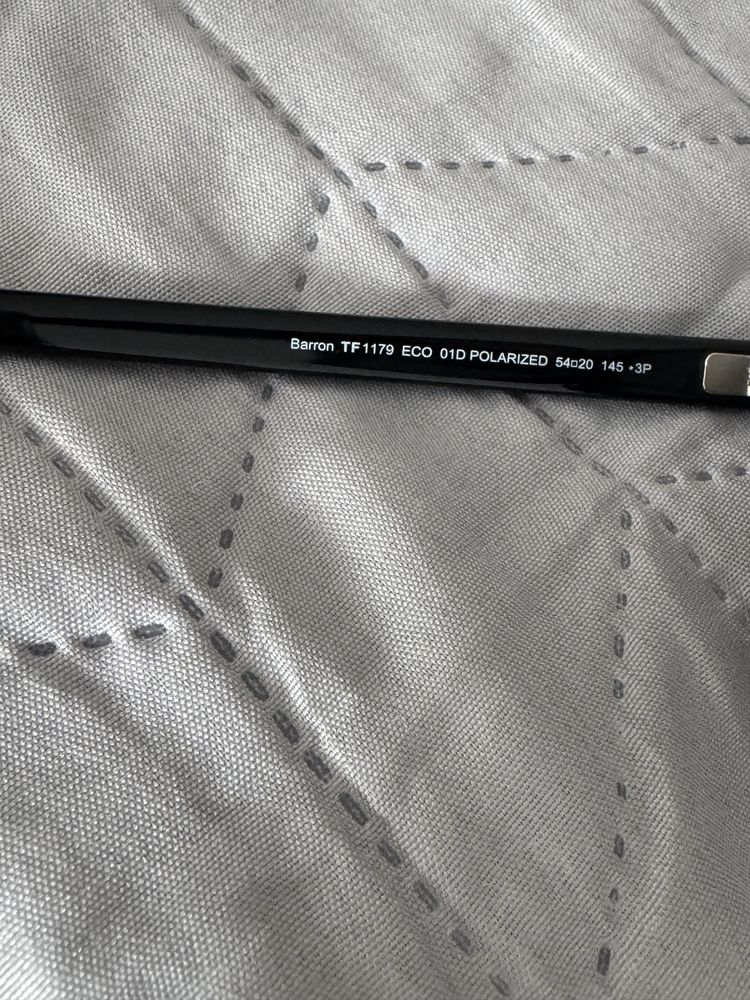 Barron TF1179 ECO 01D POLARIZED 54□20 145 •3P